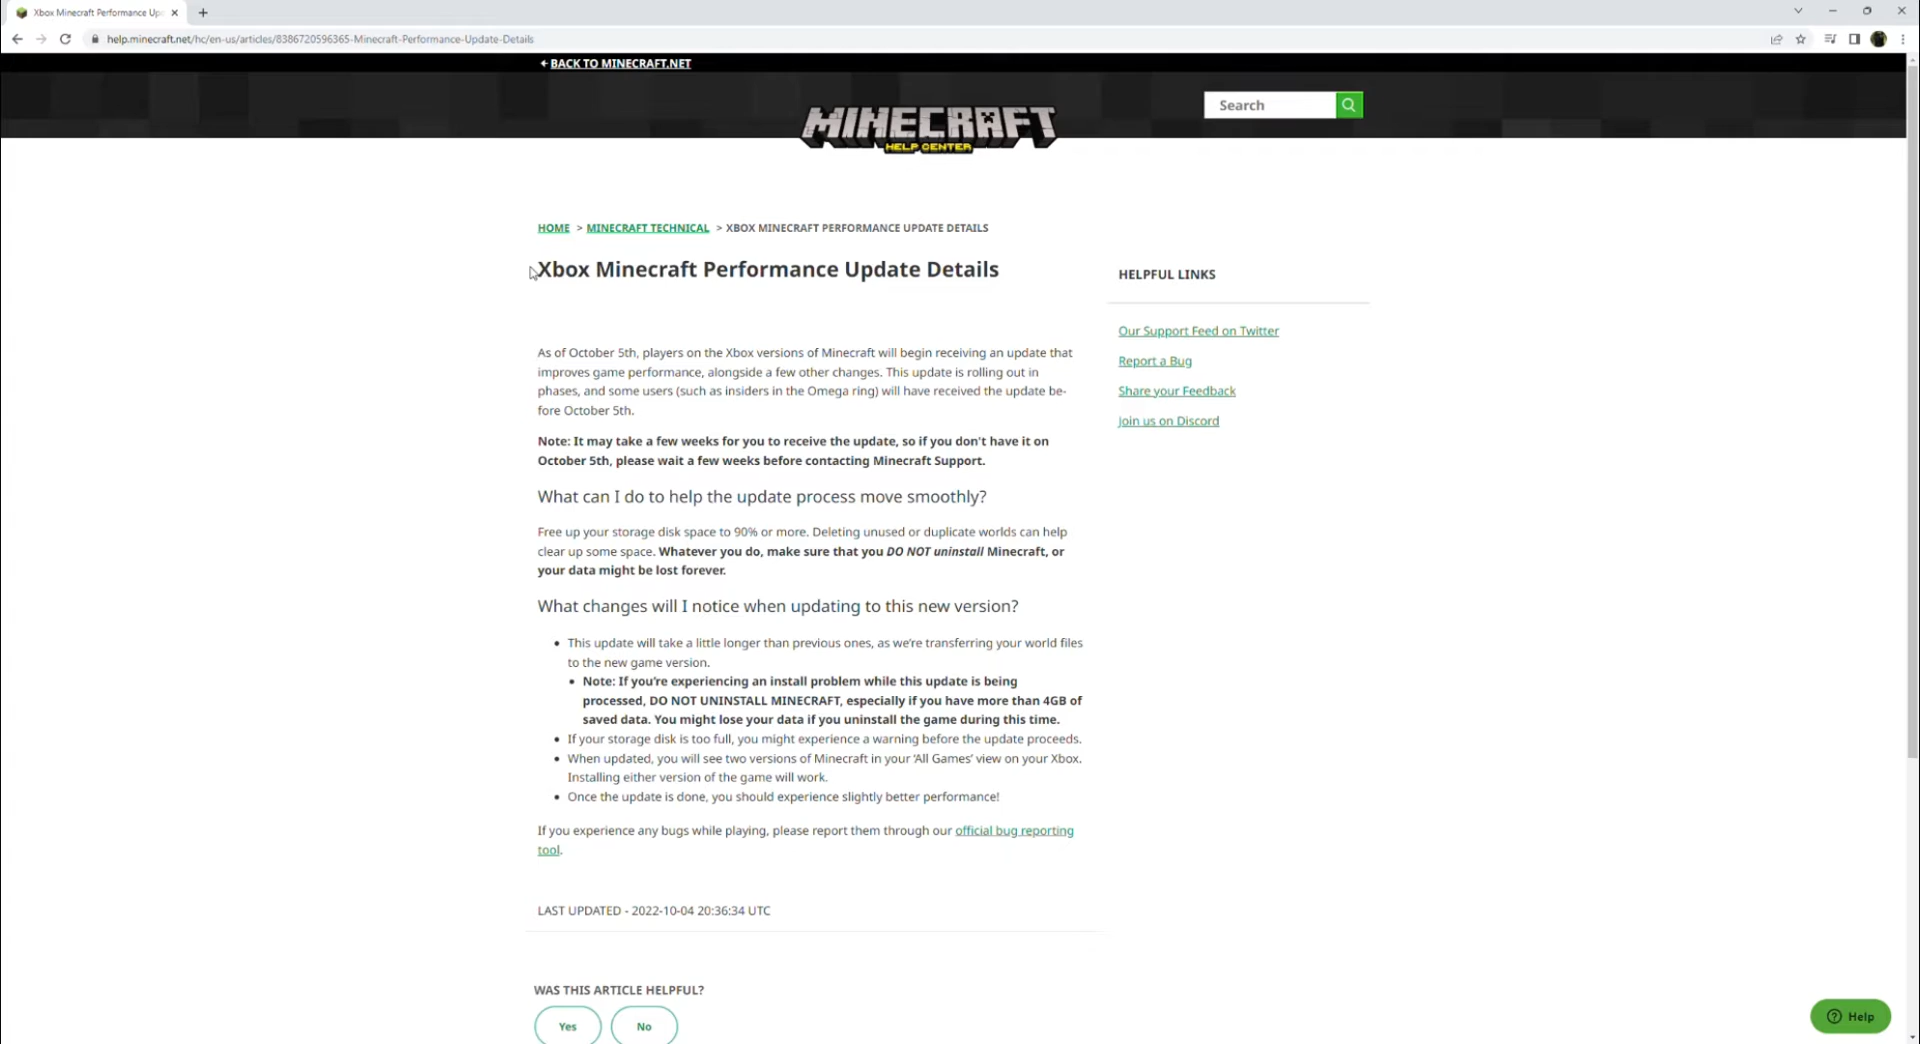 Xbox Minecraft Performance Up
help.minecraft.net/hc/en-us/articles/8386720596365-Minecraft-Performance-Update-Details
BACK TO MINECRAFT.NET
MINECRAFT
HELP CENTER
Search
HOME > MINECRAFT TECHNICAL > XBOX MINECRAFT PERFORMANCE UPDATE DETAILS
Xbox Minecraft Performance Update Details
As of October 5th, players on the Xbox versions of Minecraft will begin receiving an update that
improves game performance, alongside a few other changes. This update is rolling out in
phases, and some users (such as insiders in the Omega ring) will have received the update be-
fore October 5th.
Note: It may take a few weeks for you to receive the update, so if you don't have it on
October 5th, please wait a few weeks before contacting Minecraft Support.
What can I do to help the update process move smoothly?
Free up your storage disk space to 90% or more. Deleting unused or duplicate worlds can help
clear up some space. Whatever you do, make sure that you DO NOT uninstall Minecraft, or
your data might be lost forever.
What changes will I notice when updating to this new version?
• This update will take a little longer than previous ones, as we're transferring your world files
to the new game version.
• Note: If you're experiencing an install problem while this update is being
processed, DO NOT UNINSTALL MINECRAFT, especially if you have more than 4GB of
saved data. You might lose your data if you uninstall the game during this time.
• If your storage disk is too full, you might experience a warning before the update proceeds.
• When updated, you will see two versions of Minecraft in your 'All Games' view on your Xbox.
Installing either version of the game will work.
• Once the update is done, you should experience slightly better performance!
If you experience any bugs while playing, please report them through our official bug reporting
tool.
LAST UPDATED - 2022-10-04 20:36:34 UTC
WAS THIS ARTICLE HELPFUL?
Yes No
HELPFUL LINKS
Our Support Feed on Twitter
Report a Bug
Share your Feedback
Join us on Discord
Help